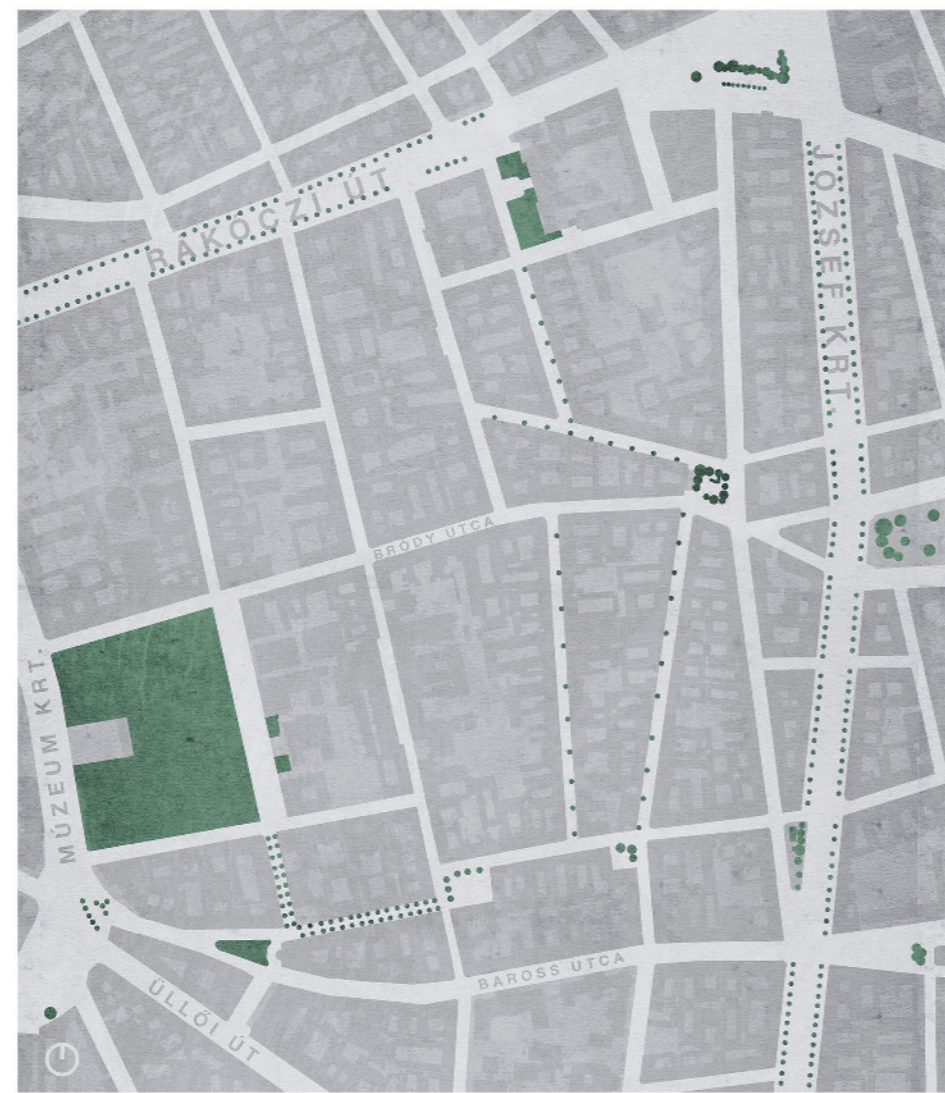 RÁKÓCZI ÚT
JÓZSEF KRT.
BRÓDY UTCA
MÚZEUM KRT.
BAROSS UTCA
ÜLLŐI ÚT